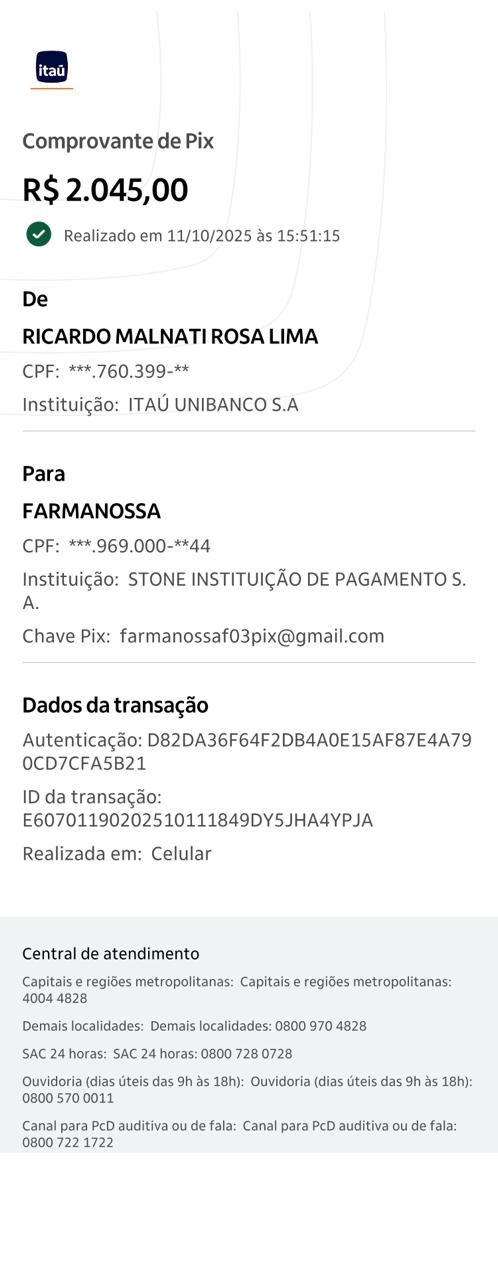 itaú
Comprovante de Pix
R$ 2.045,00
Realizado em 11/10/2025 às 15:51:15
De
RICARDO MALNATI ROSA LIMA
CPF: ***.760.399-**
Instituição: ITAÚ UNIBANCO S.A
Para
FARMANOSSA
CPF: ***.969.000-**44
Instituição: STONE INSTITUIÇÃO DE PAGAMENTO S.
A.
Chave Pix: farmanossaf03pix@gmail.com
Dados da transação
Autenticação: D82DA36F64F2DB4A0E15AF87E4A79
0CD7CFA5B21
ID da transação:
E60701190202510111849DY5JHA4YPJA
Realizada em: Celular
Central de atendimento
Capitais e regiões metropolitanas: Capitais e regiões metropolitanas:
4004 4828
Demais localidades: Demais localidades: 0800 970 4828
SAC 24 horas: SAC 24 horas: 0800 728 0728
Ouvidoria (dias úteis das 9h às 18h): Ouvidoria (dias úteis das 9h às 18h):
0800 570 0011
Canal para PcD auditiva ou de fala: Canal para PcD auditiva ou de fala:
0800 722 1722